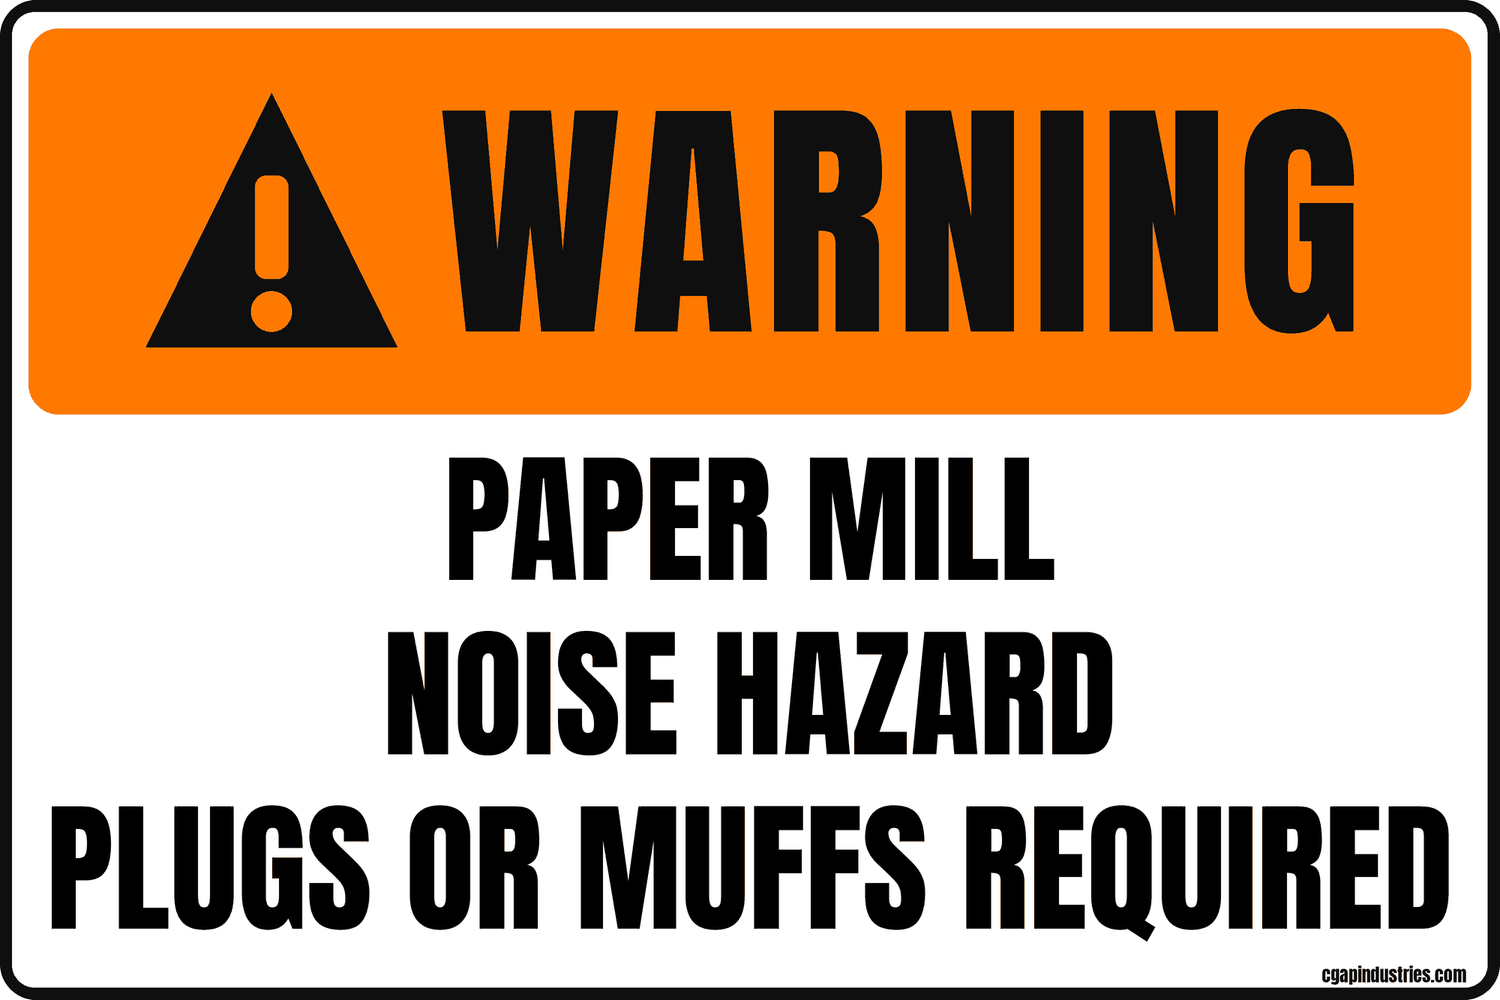 WARNING
PAPER MILL
NOISE HAZARD
PLUGS OR MUFFS REQUIRED
cgapindustries.com